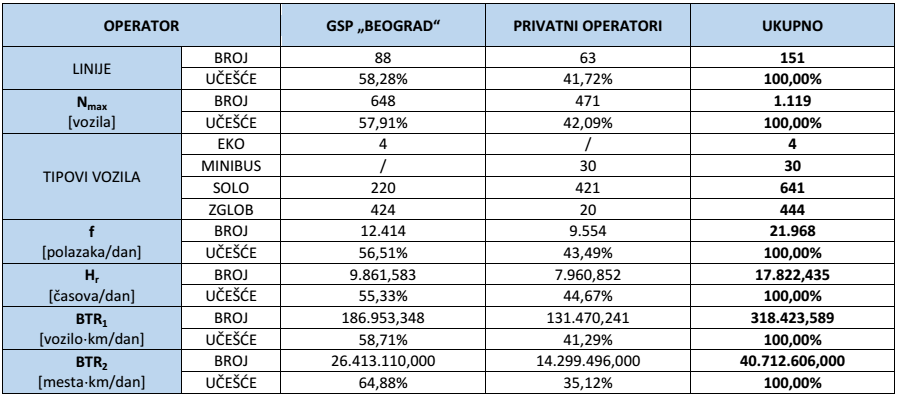 OPERATOR GSP „BEOGRAD“ PRIVATNI OPERATORI UKUPNO
LINIJE BROJ 88 63 151
UČEŠĆE 58,28% 41,72% 100,00%
Nmax [vozila] BROJ 648 471 1.119
UČEŠĆE 57,91% 42,09% 100,00%
TIPOVI VOZILA EKO 4 / 4
MINIBUS / 30 30
SOLO 220 421 641
ZGLOB 424 20 444
f [polazaka/dan] BROJ 12.414 9.554 21.968
UČEŠĆE 56,51% 43,49% 100,00%
Hr [časova/dan] BROJ 9.861,583 7.960,852 17.822,435
UČEŠĆE 55,33% 44,67% 100,00%
BTR1 [vozilo·km/dan] BROJ 186.953,348 131.470,241 318.423,589
UČEŠĆE 58,71% 41,29% 100,00%
BTR2 [mesta·km/dan] BROJ 26.413.110,000 14.299.496,000 40.712.606,000
UČEŠĆE 64,88% 35,12% 100,00%